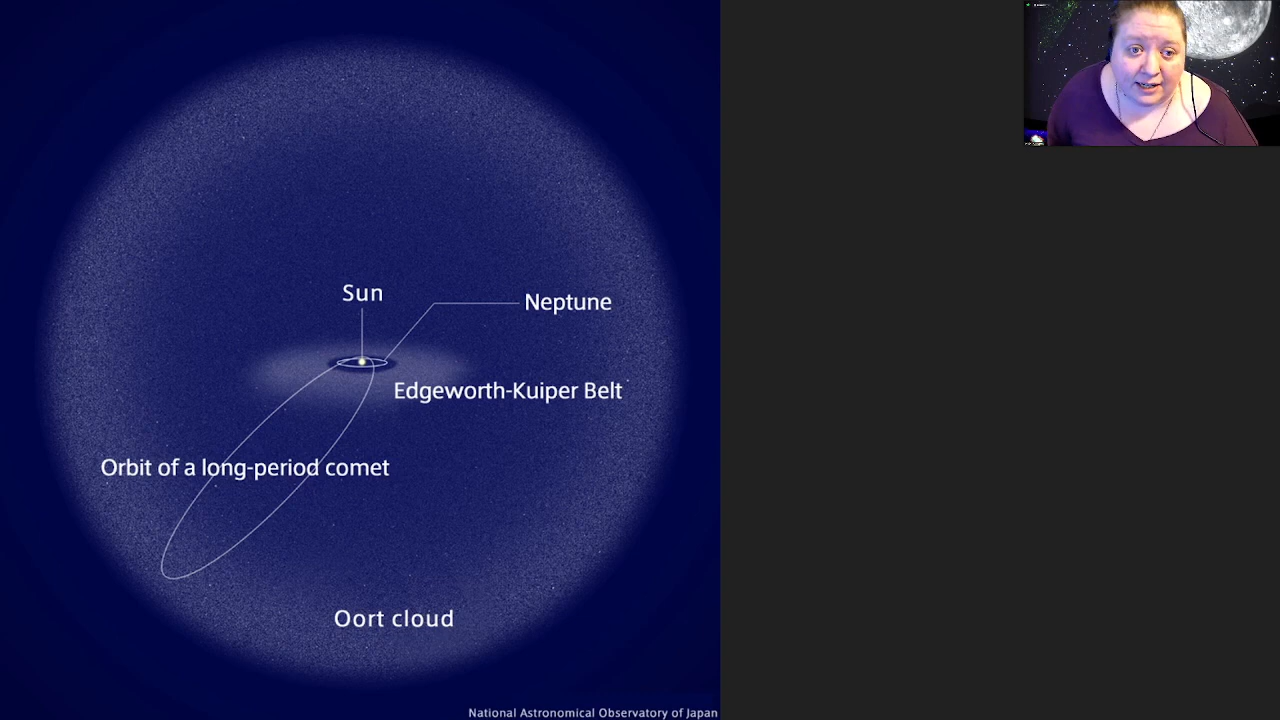 Sun
Neptune
Edgeworth-Kuiper Belt
Orbit of a long-period comet
Oort cloud
National Astronomical Observatory of Japan